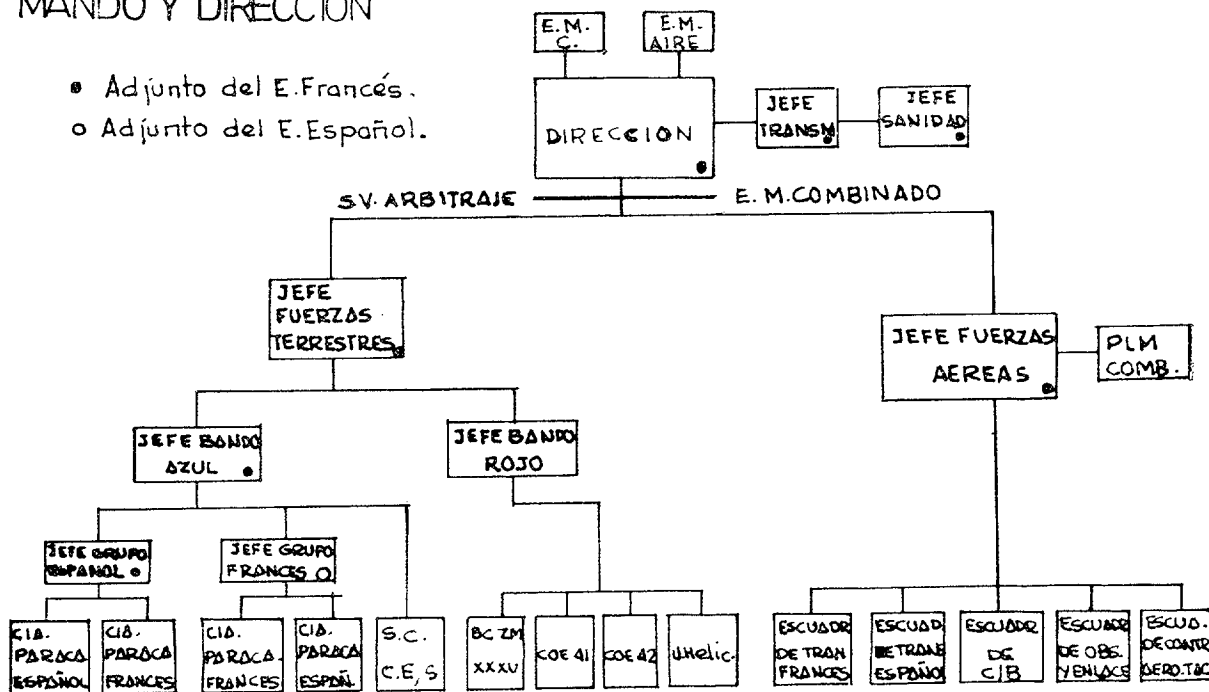 MANDO Y DIRECCION
• Adjunto del E.Francés.
o Adjunto del E.Español.
E.M.
C.
E.M.
AIRE
DIRECCION
JEFE
TRANSM
JEFE
SANIDAD
S.V. ARBITRAJE
E.M.COMBINADO
JEFE
FUERZAS
TERRESTRES
JEFE FUERZAS
AEREAS
PLM
COMB.
JEFE BANDO
AZUL
JEFE BANDO
ROJO
JEFE GRUPO
ESPAÑOL
JEFE GRUPO
FRANCES O
CIA.
PARACA
ESPAÑOL
CIA.
PARACA
FRANCES
CIA.
PARACA.
FRANCES
CIA.
PARACA
ESPAÑ.
S.C.
C.E,S
BC ZM
XXXV
COE 41
COE 42
U.Helic.
ESCUADR
DE TRAN
FRANCES
ESCUAD
DE TRANS
ESPAÑOL
ESCUADR
DE
C/B
ESCUADR
DE OBS.
Y ENLACE
ESCUA.
DE CONTR
AERO.TAC